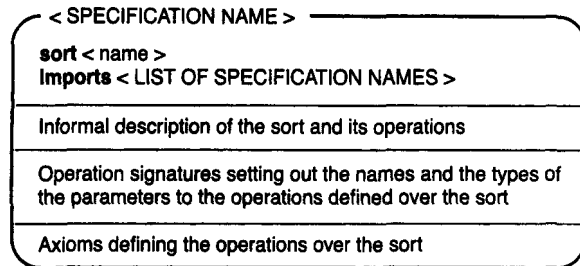 < SPECIFICATION NAME >
sort < name >
Imports < LIST OF SPECIFICATION NAMES >
Informal description of the sort and its operations
Operation signatures setting out the names and the types of
the parameters to the operations defined over the sort
Axioms defining the operations over the sort